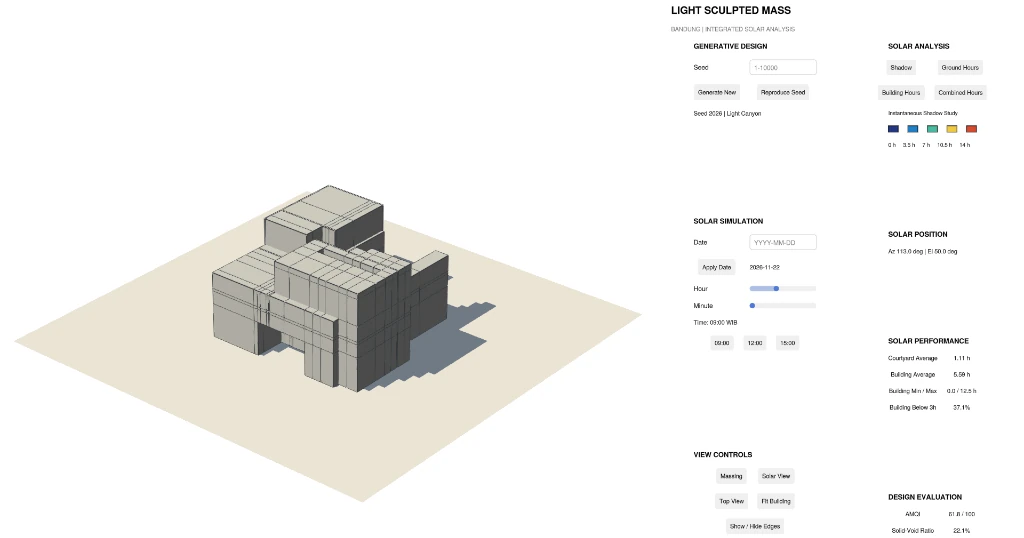 LIGHT SCULPTED MASS
BANDUNG | INTEGRATED SOLAR ANALYSIS
GENERATIVE DESIGN
Seed
1-10000
Generate New
Reproduce Seed
Seed 2026 | Light Canyon
SOLAR ANALYSIS
Shadow
Ground Hours
Building Hours
Combined Hours
Instantaneous Shadow Study
0 h 3.5 h 7 h 10.5 h 14 h
SOLAR SIMULATION
Date
YYYY-MM-DD
Apply Date
2026-11-22
Hour
Minute
Time: 09:00 WIB
09:00
12:00
15:00
SOLAR POSITION
Az 113.0 deg | El 50.0 deg
SOLAR PERFORMANCE
Courtyard Average 1.11 h
Building Average 5.59 h
Building Min / Max 0.0 / 12.5 h
Building Below 3h 37.1%
VIEW CONTROLS
Massing
Solar View
Top View
Fit Building
Show / Hide Edges
DESIGN EVALUATION
AMQI 61.8 / 100
Solid-Void Ratio 22.1%